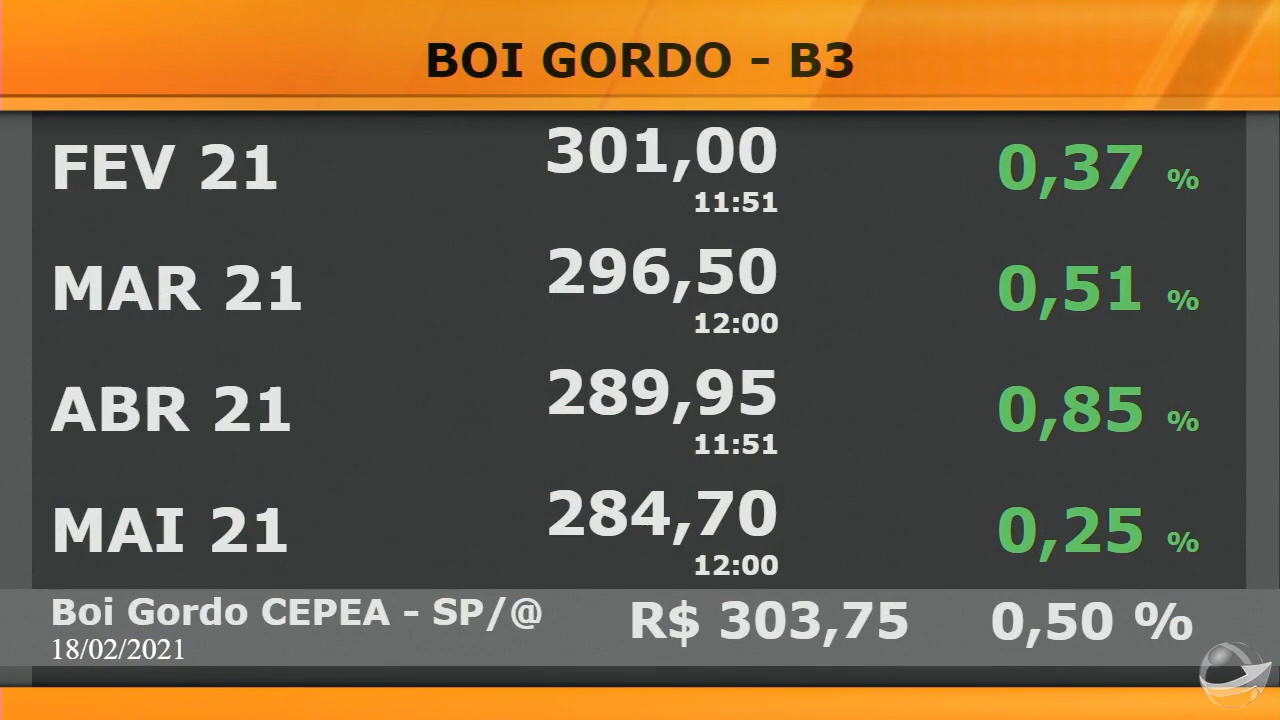 BOI GORDO - B3
FEV 21 301,00 0,37 %
11:51
MAR 21 296,50 0,51 %
12:00
ABR 21 289,95 0,85 %
11:51
MAI 21 284,70 0,25 %
12:00
Boi Gordo CEPEA - SP/@ R$ 303,75 0,50 %
18/02/2021